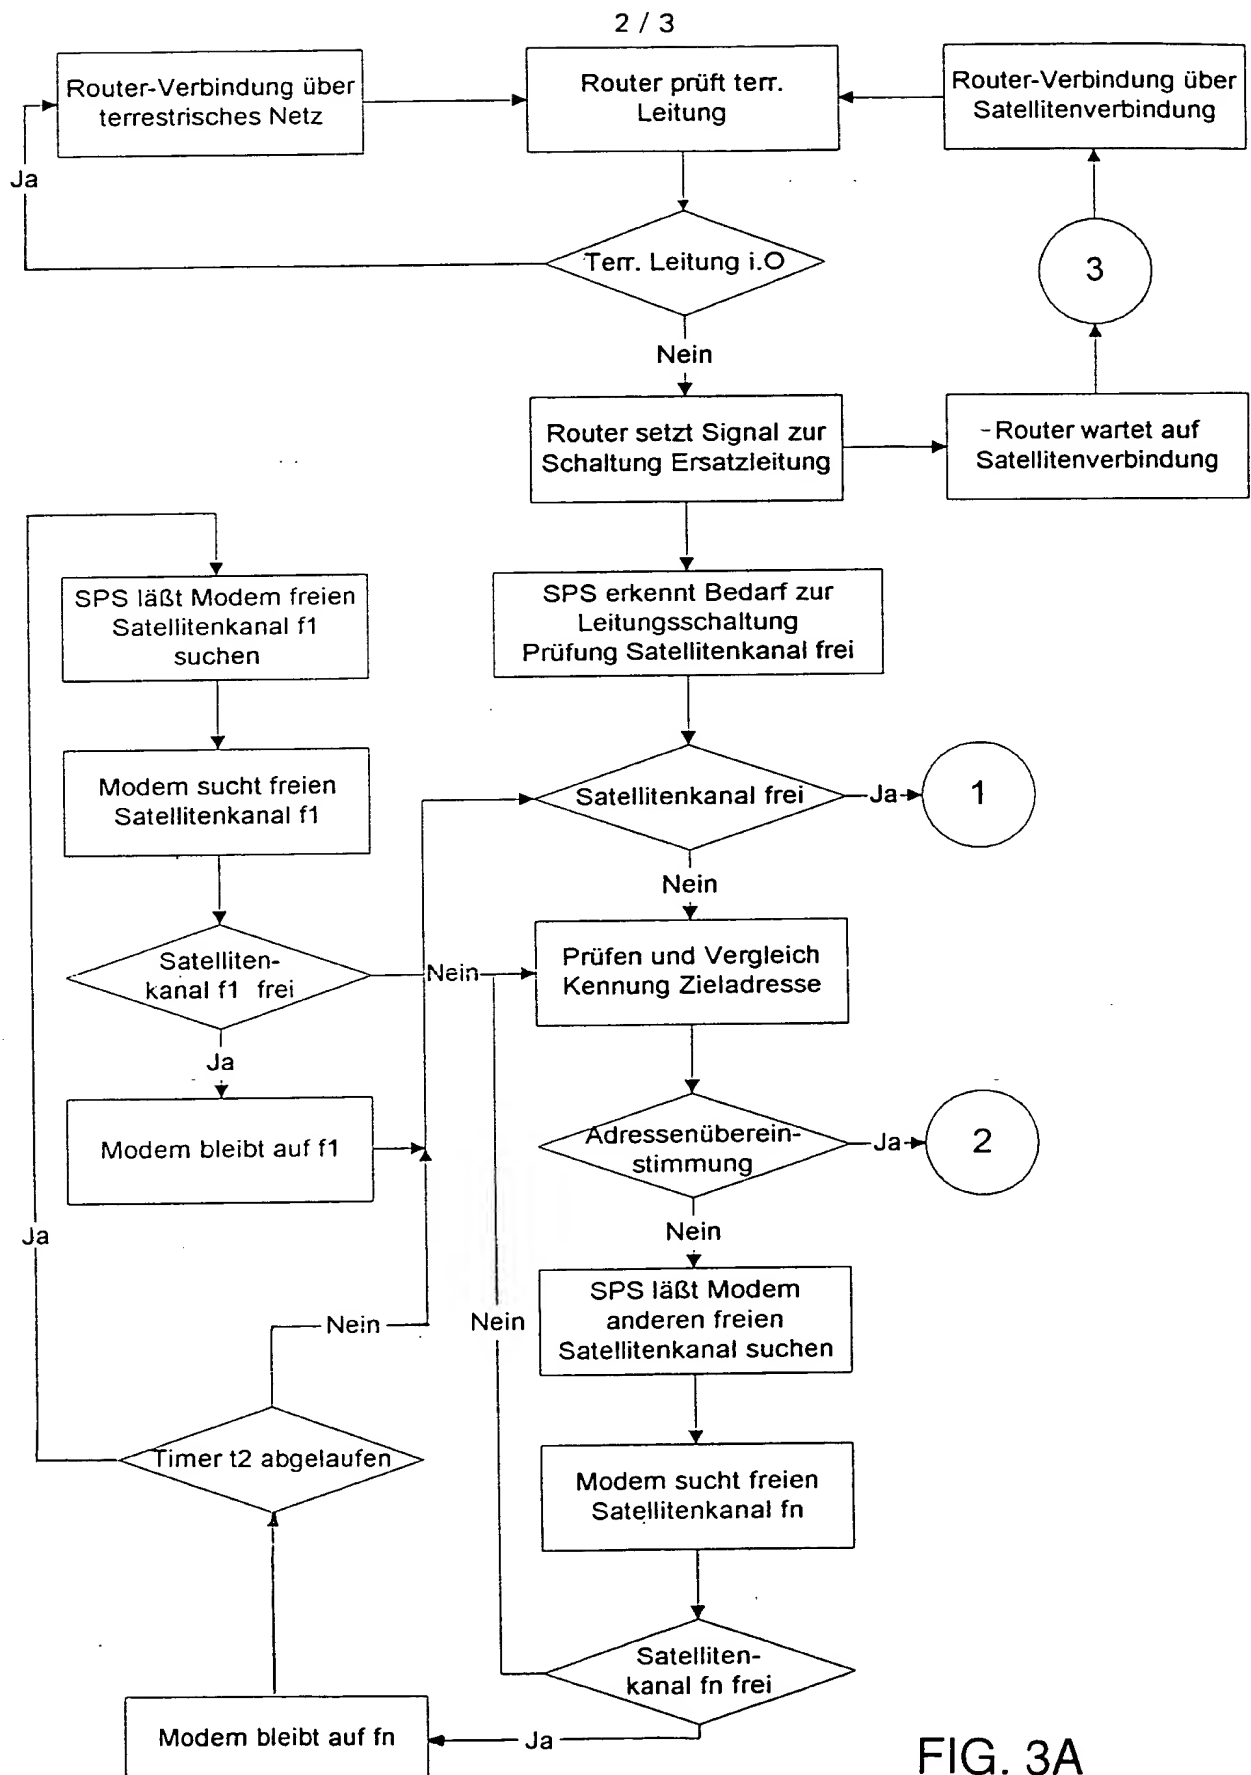 2 / 3
Router-Verbindung über
terrestrisches Netz
Router prüft terr.
Leitung
Router-Verbindung über
Satellitenverbindung
Ja
Terr. Leitung i.O
3
Nein
Router setzt Signal zur
Schaltung Ersatzleitung
-Router wartet auf
Satellitenverbindung
SPS läßt Modem freien
Satellitenkanal f1
suchen
SPS erkennt Bedarf zur
Leitungsschaltung
Prüfung Satellitenkanal frei
Modem sucht freien
Satellitenkanal f1
Satellitenkanal frei
Ja
1
Nein
Satelliten-
kanal f1 frei
Nein
Prüfen und Vergleich
Kennung Zieladresse
Ja
Modem bleibt auf f1
Adressenüberein-
stimmung
Ja
2
Nein
Ja
SPS läßt Modem
anderen freien
Satellitenkanal suchen
Nein
Nein
Timer t2 abgelaufen
Modem sucht freien
Satellitenkanal fn
Satelliten-
kanal fn frei
Modem bleibt auf fn
Ja
FIG. 3A